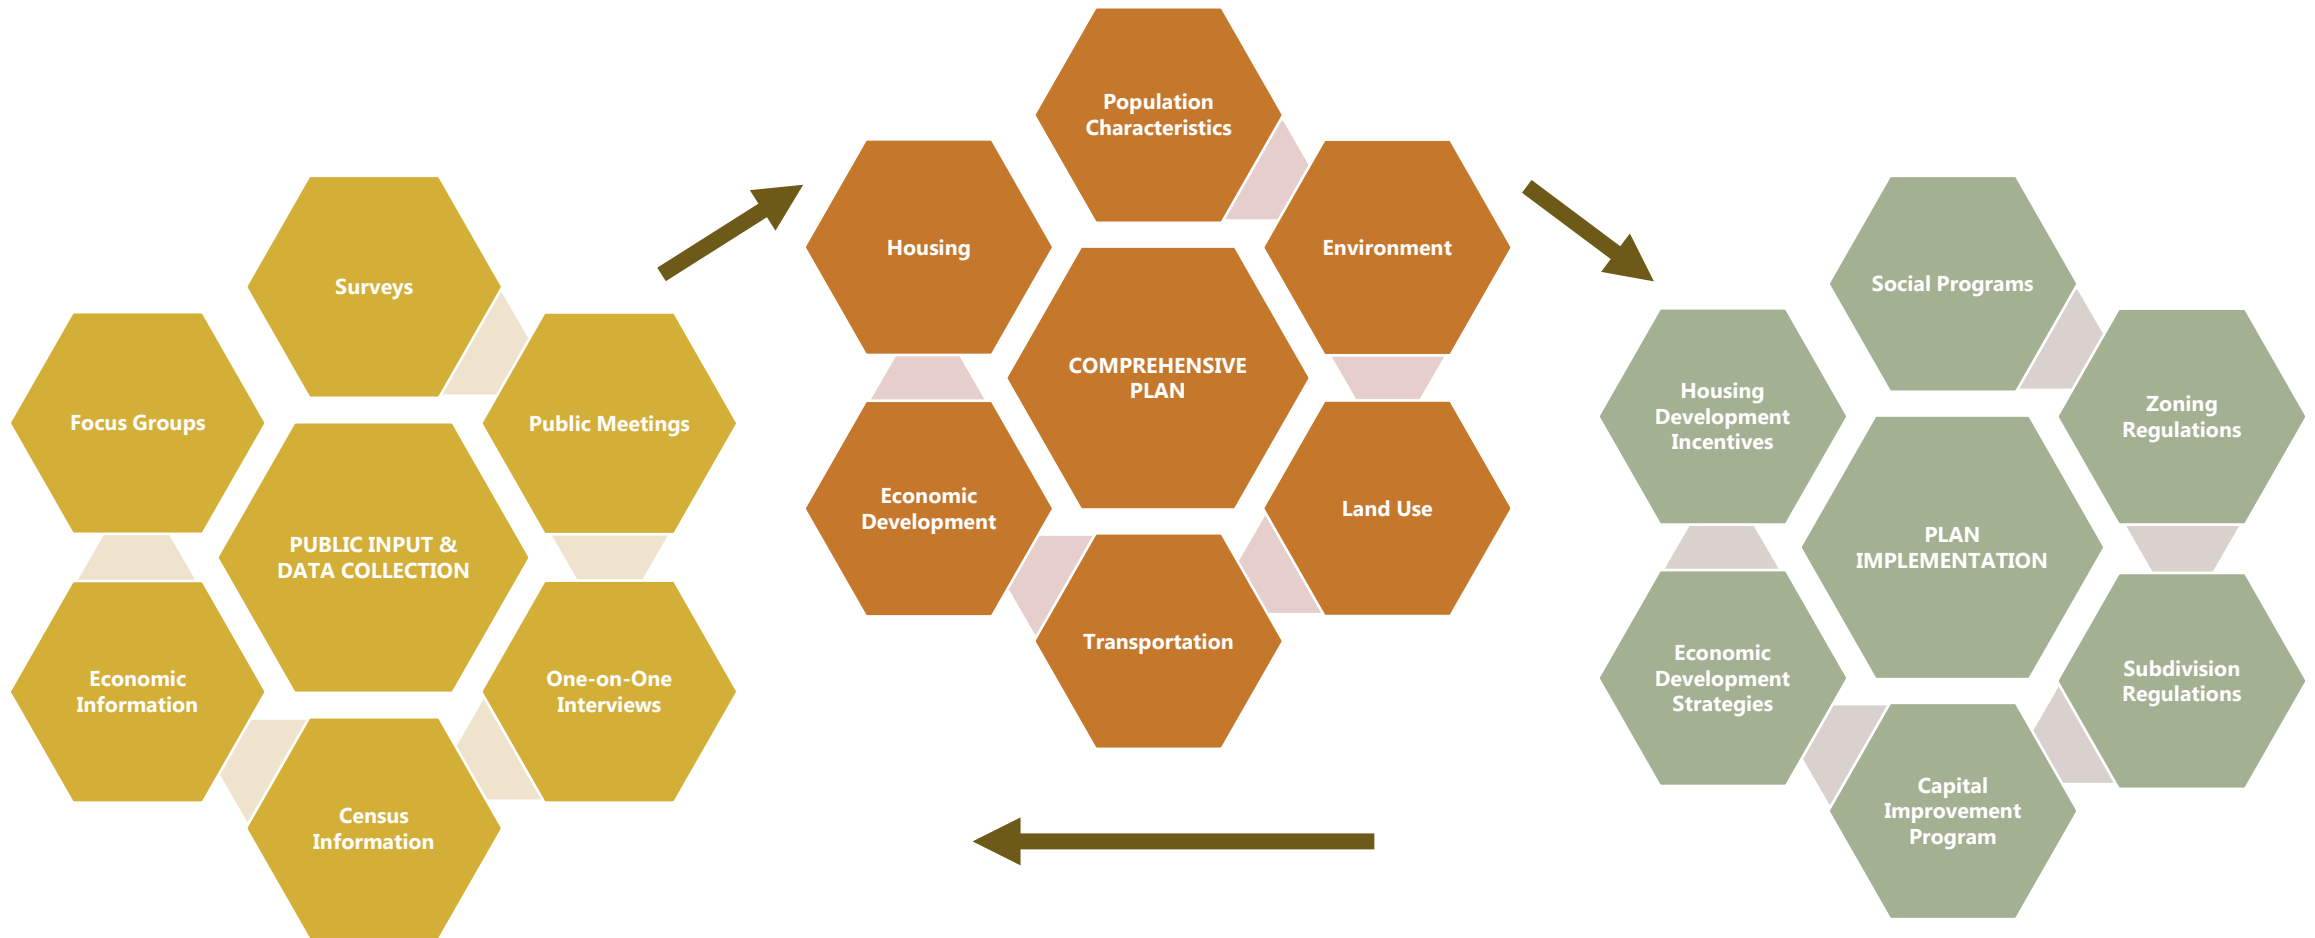 Surveys
Focus Groups
Public Meetings
PUBLIC INPUT &
DATA COLLECTION
Economic
Information
One-on-One
Interviews
Census
Information
Population
Characteristics
Housing
Environment
COMPREHENSIVE
PLAN
Economic
Development
Land Use
Transportation
Social Programs
Housing
Development
Incentives
Zoning
Regulations
PLAN
IMPLEMENTATION
Economic
Development
Strategies
Subdivision
Regulations
Capital
Improvement
Program